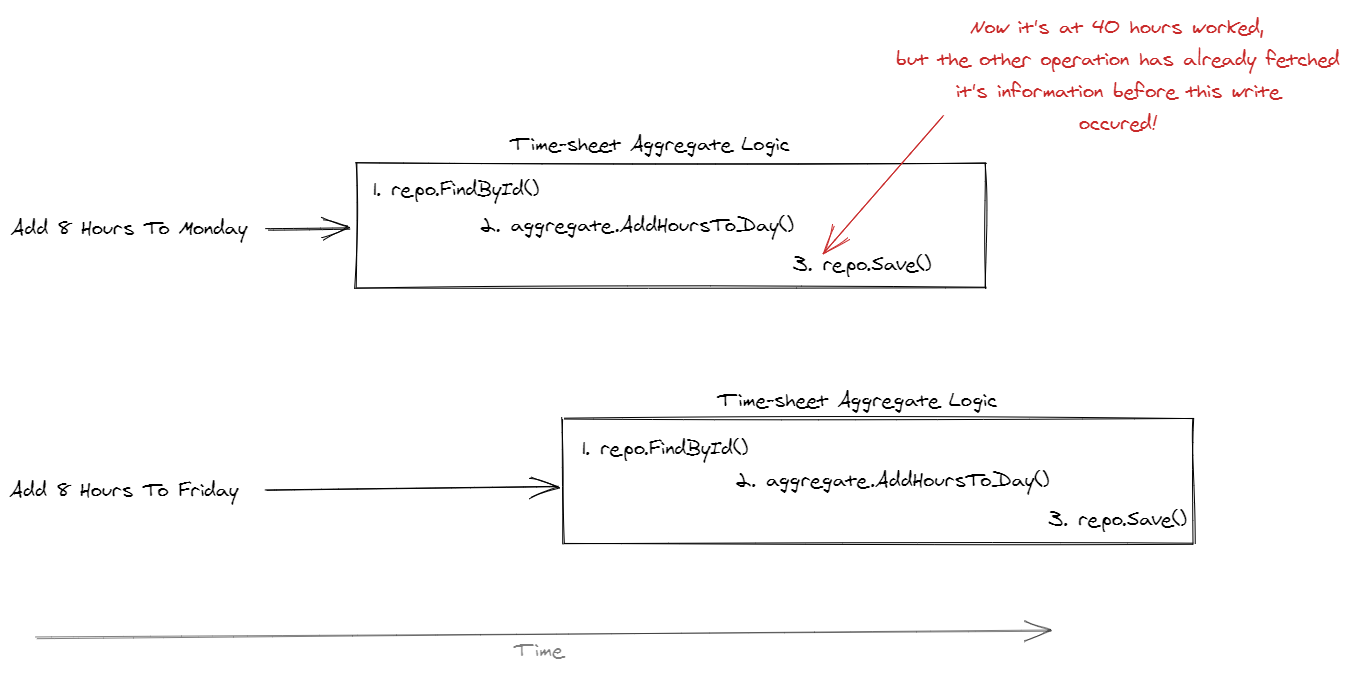 Now it's at 40 hours worked,
but the other operation has already fetched
it's information before this write
occured!
Time-sheet Aggregate Logic
1. repo.FindById()
Add 8 Hours To Monday
2. aggregate.AddHoursToDay()
3. repo.Save()
Time-sheet Aggregate Logic
1. repo.FindById()
2. aggregate.AddHoursToDay()
Add 8 Hours To Friday
3. repo.Save()
Time